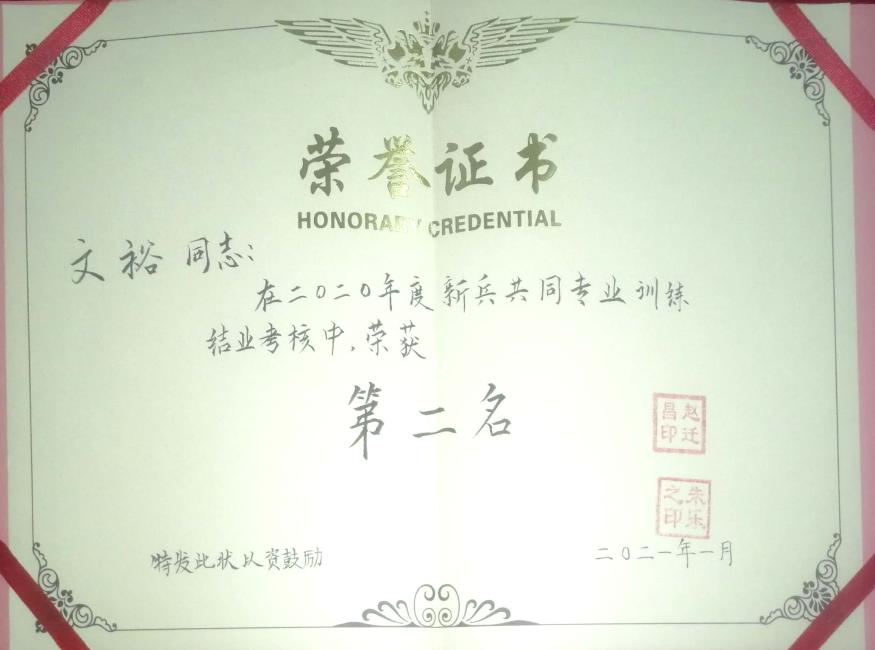 荣誉证书
HONORARY CREDENTIAL
文裕 同志:
在二〇二〇年度新兵共同专业训练
结业考核中,荣获
第二名
赵迁昌印
朱乐之印
特发此状以资鼓励
二〇二一年一月